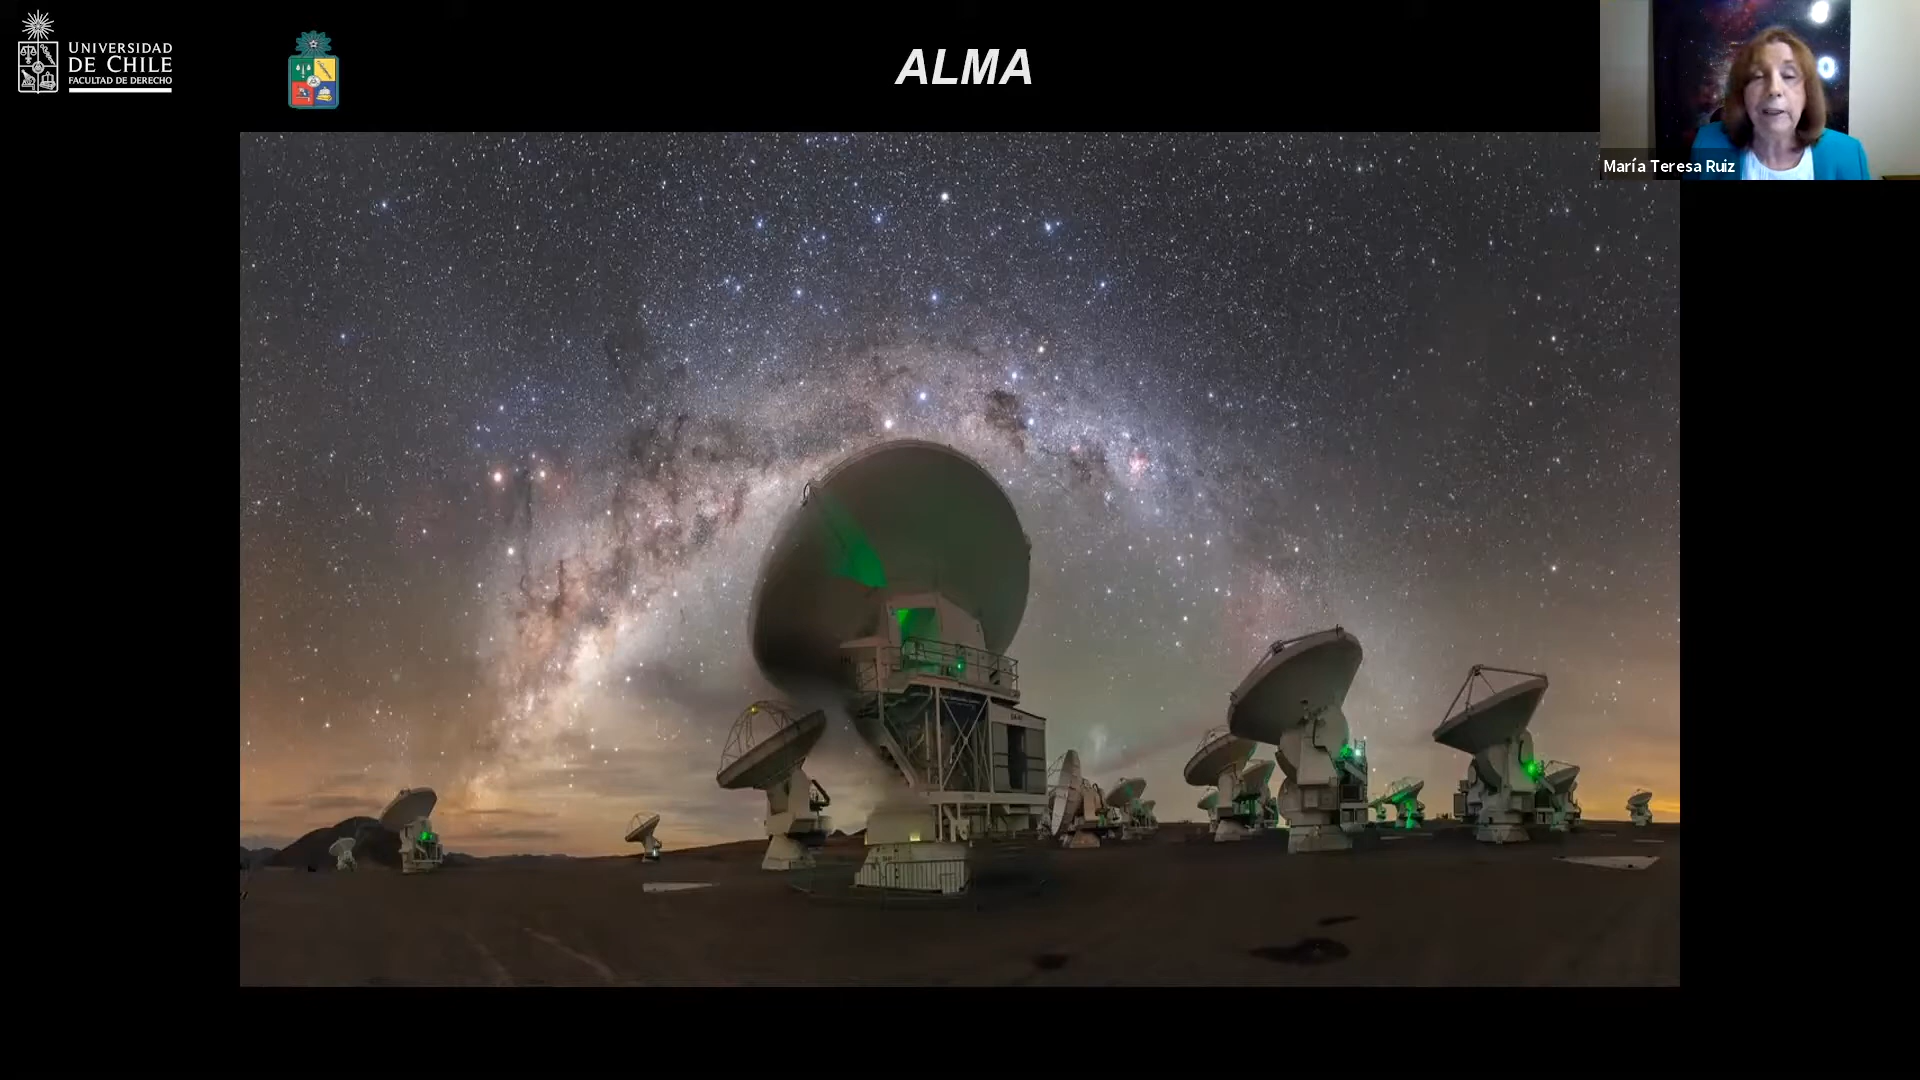 UNIVERSIDAD
DE CHILE
FACULTAD DE DERECHO
ALMA
María Teresa Ruiz